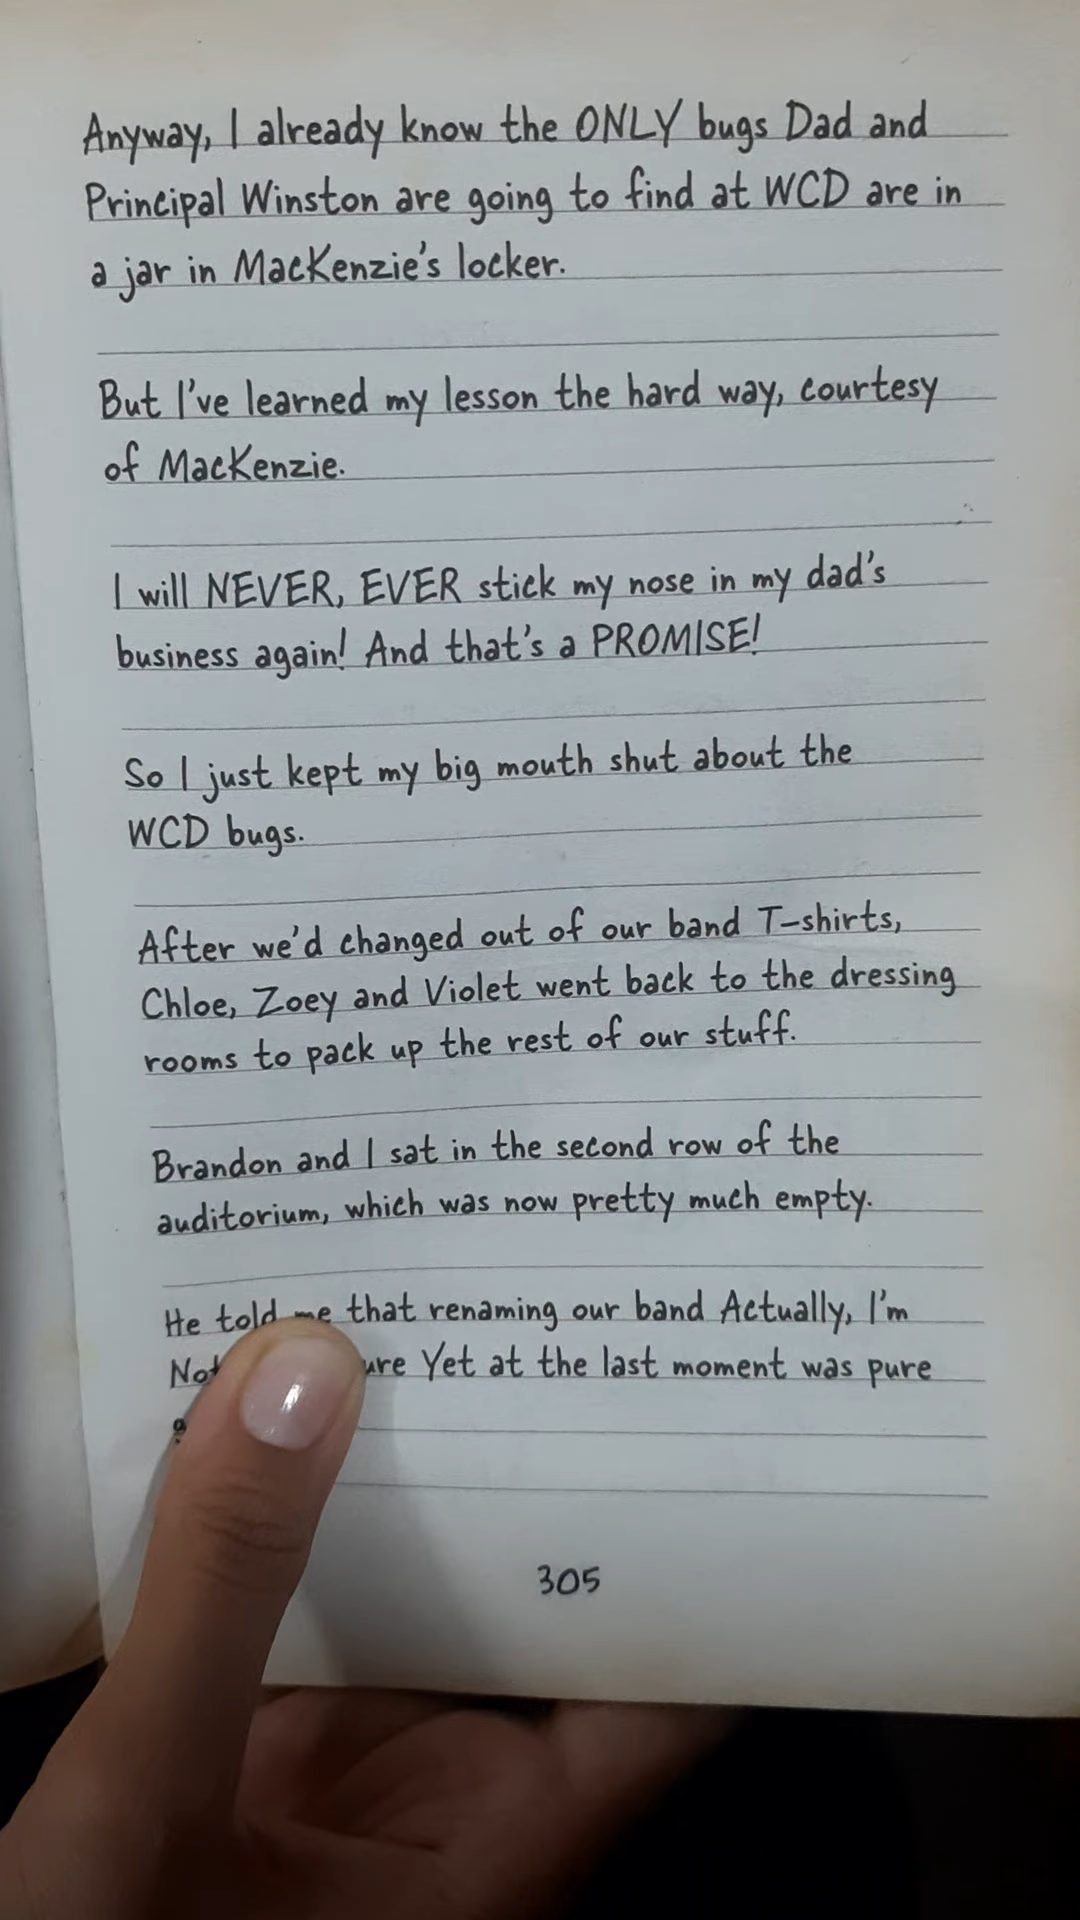 Anyway, I already know the ONLY bugs Dad and
Principal Winston are going to find at WCD are in
a jar in MacKenzie's locker.
But I've learned my lesson the hard way, courtesy
of MacKenzie.
I will NEVER, EVER stick my nose in my dad's
business again! And that's a PROMISE!
So I just kept my big mouth shut about the
WCD bugs.
After we'd changed out of our band T-shirts,
Chloe, Zoey and Violet went back to the dressing
rooms to pack up the rest of our stuff.
Brandon and I sat in the second row of the
auditorium, which was now pretty much empty.
He told me that renaming our band Actually, I'm
Not Yet at the last moment was pure
305